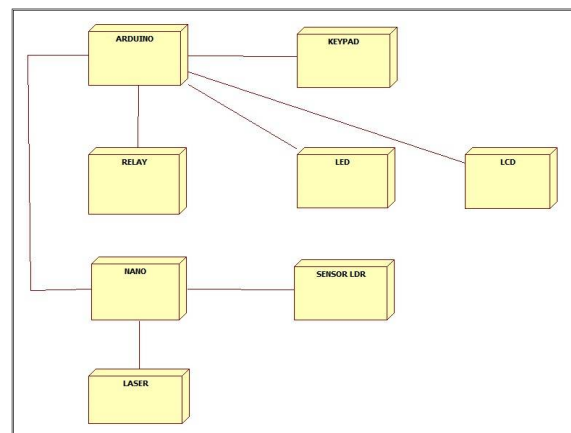 ARDUINO
KEYPAD
RELAY
LED
LCD
NANO
SENSOR LDR
LASER